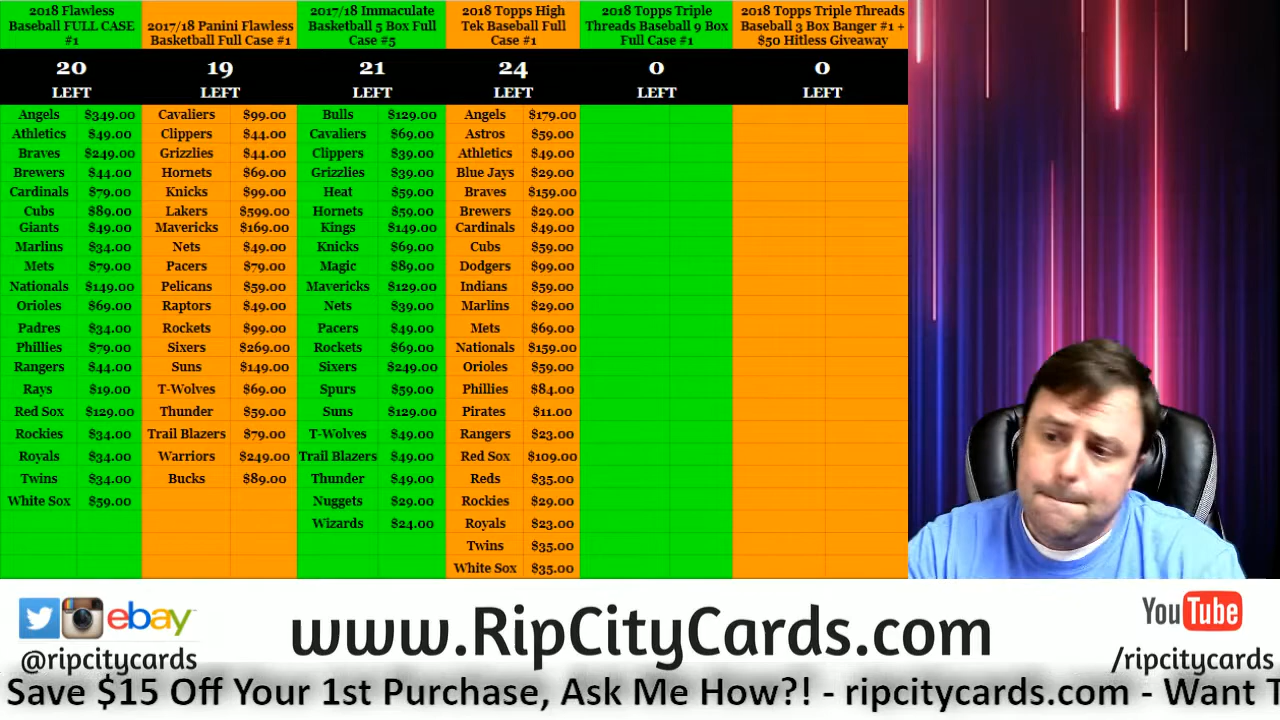 2018 Flawless
Baseball FULL CASE
#1
20
LEFT
Angels $349.00
Athletics $49.00
Braves $249.00
Brewers $44.00
Cardinals $79.00
Cubs $89.00
Giants $49.00
Marlins $34.00
Mets $79.00
Nationals $149.00
Orioles $69.00
Padres $34.00
Phillies $79.00
Rangers $44.00
Rays $19.00
Red Sox $129.00
Rockies $34.00
Royals $34.00
Twins $34.00
White Sox $59.00
2017/18 Panini Flawless
Basketball Full Case #1
19
LEFT
Cavaliers $99.00
Clippers $44.00
Grizzlies $44.00
Hornets $69.00
Knicks $99.00
Lakers $599.00
Mavericks $169.00
Nets $49.00
Pacers $79.00
Pelicans $59.00
Raptors $49.00
Rockets $99.00
Sixers $269.00
Suns $149.00
T-Wolves $69.00
Thunder $59.00
Trail Blazers $79.00
Warriors $249.00
Bucks $89.00
2017/18 Immaculate
Basketball 5 Box Full
Case #5
21
LEFT
Bulls $129.00
Cavaliers $69.00
Clippers $39.00
Grizzlies $39.00
Heat $59.00
Hornets $59.00
Kings $149.00
Knicks $69.00
Magic $89.00
Mavericks $129.00
Nets $39.00
Pacers $49.00
Rockets $69.00
Sixers $249.00
Spurs $59.00
Suns $129.00
T-Wolves $49.00
Trail Blazers $49.00
Thunder $49.00
Nuggets $29.00
Wizards $24.00
2018 Topps High
Tek Baseball Full
Case #1
24
LEFT
Angels $179.00
Astros $59.00
Athletics $49.00
Blue Jays $29.00
Braves $159.00
Brewers $29.00
Cardinals $49.00
Cubs $59.00
Dodgers $99.00
Indians $59.00
Marlins $29.00
Mets $69.00
Nationals $159.00
Orioles $59.00
Phillies $84.00
Pirates $11.00
Rangers $23.00
Red Sox $109.00
Reds $35.00
Rockies $29.00
Royals $23.00
Twins $35.00
White Sox $35.00
2018 Topps Triple
Threads Baseball 9 Box
Full Case #1
0
LEFT
2018 Topps Triple Threads
Baseball 3 Box Banger #1 +
$50 Hitless Giveaway
0
LEFT
ebay
@ripcitycards
www.RipCityCards.com
YouTube
/ripcitycards
Save $15 Off Your 1st Purchase, Ask Me How?! - ripcitycards.com - Want T